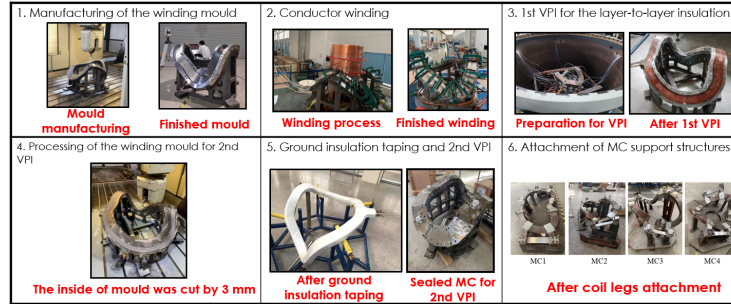 1. Manufacturing of the winding mould
Mould
manufacturing
Finished mould
2. Conductor winding
Winding process
Finished winding
3. 1st VPI for the layer-to-layer insulation
Preparation for VPI
After 1st VPI
4. Processing of the winding mould for 2nd
VPI
The inside of mould was cut by 3 mm
5. Ground insulation taping and 2nd VPI
After ground
insulation taping
Sealed MC for
2nd VPI
6. Attachment of MC support structures
MC1
MC2
MC3
MC4
After coil legs attachment